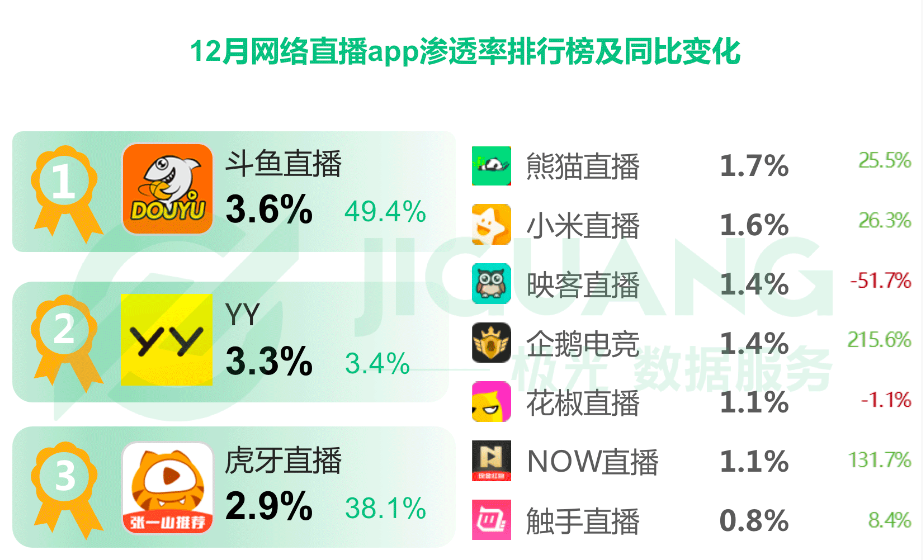 12月网络直播app渗透率排行榜及同比变化
1
DOUYU
斗鱼直播
3.6% 49.4%
2
YY
YY
3.3% 3.4%
3
张一山推荐
虎牙直播
2.9% 38.1%
熊猫直播 1.7% 25.5%
小米直播 1.6% 26.3%
映客直播 1.4% -51.7%
企鹅电竞 1.4% 215.6%
花椒直播 1.1% -1.1%
N
NOW直播 1.1% 131.7%
触手直播 0.8% 8.4%
JIGUANG
极光 数据服务